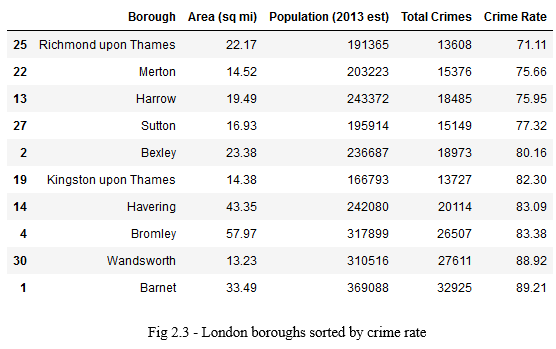 Borough Area (sq mi) Population (2013 est) Total Crimes Crime Rate
25 Richmond upon Thames 22.17 191365 13608 71.11
22 Merton 14.52 203223 15376 75.66
13 Harrow 19.49 243372 18485 75.95
27 Sutton 16.93 195914 15149 77.32
2 Bexley 23.38 236687 18973 80.16
19 Kingston upon Thames 14.38 166793 13727 82.30
14 Havering 43.35 242080 20114 83.09
4 Bromley 57.97 317899 26507 83.38
30 Wandsworth 13.23 310516 27611 88.92
1 Barnet 33.49 369088 32925 89.21
Fig 2.3 - London boroughs sorted by crime rate